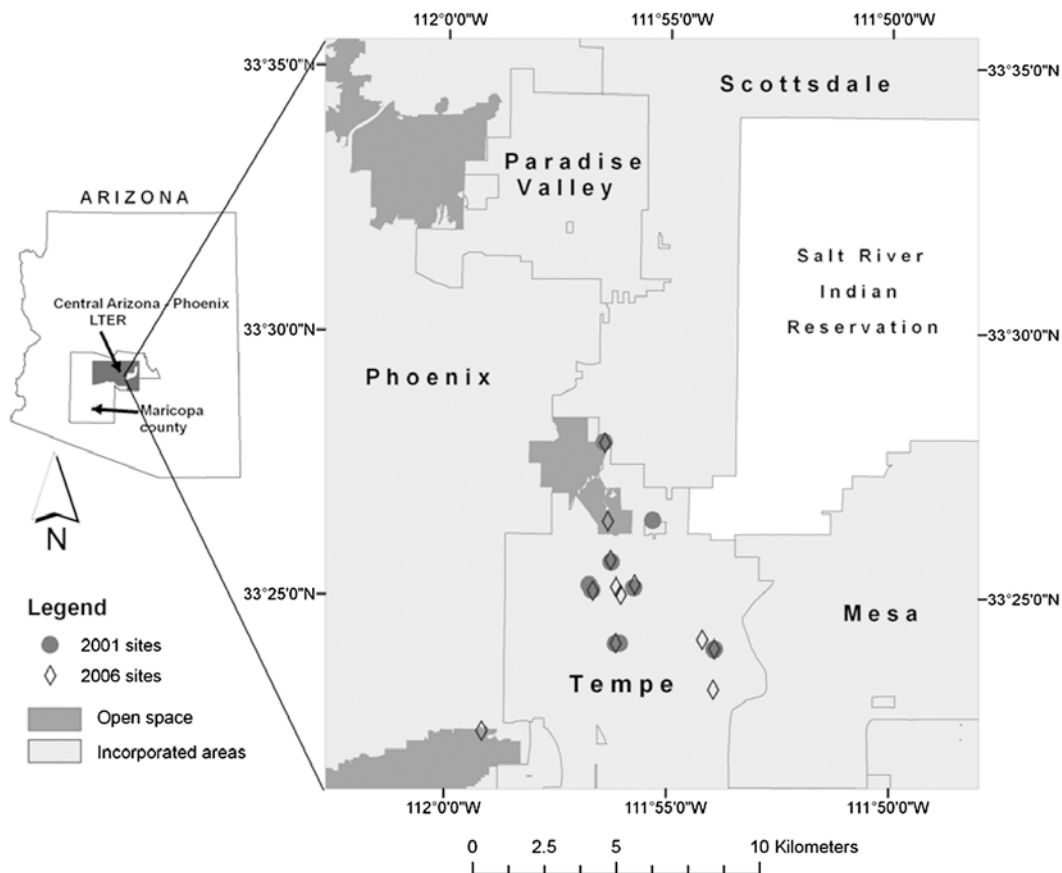 112°0'0"W
111°55'0"W
111°50'0"W
33°35'0"N
33°35'0"N
Scottsdale
Paradise
Valley
ARIZONA
Salt River
Indian
Reservation
Central Arizona - Phoenix
LTER
33°30'0"N
33°30'0"N
Phoenix
Maricopa
county
N
33°25'0"N
33°25'0"N
Legend
Mesa
2001 sites
2006 sites
Tempe
Open space
Incorporated areas
112°0'0"W
111°55'0"W
111°50'0"W
0 2.5 5 10 Kilometers